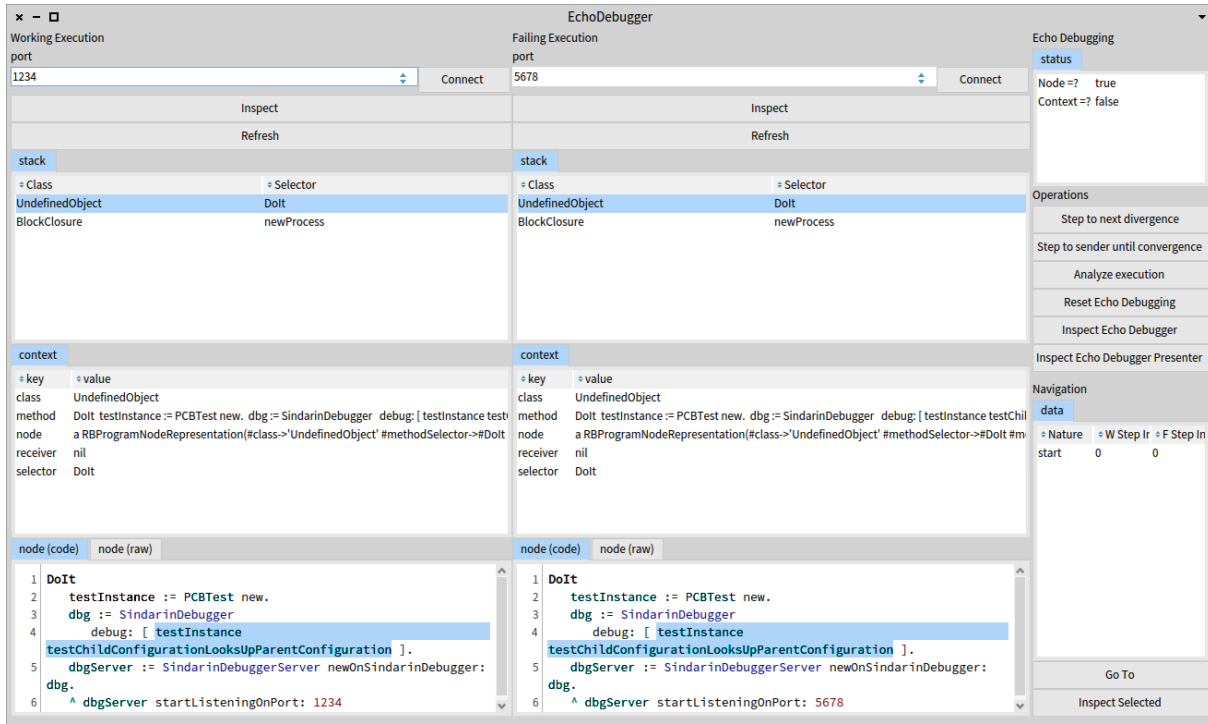 EchoDebugger
Working Execution
port
1234
Connect
Inspect
Refresh
stack
Class Selector
UndefinedObject DoIt
BlockClosure newProcess
context
key value
class UndefinedObject
method DoIt testInstance := PCBTest new. dbg := SindarinDebugger debug: [ testInstance test
node a RBProgramNodeRepresentation(#class->'UndefinedObject' #methodSelector->#DoIt
receiver nil
selector DoIt
node (code) node (raw)
1 DoIt
2 testInstance := PCBTest new.
3 dbg := SindarinDebugger
4 debug: [ testInstance
testChildConfigurationLooksUpParentConfiguration ].
5 dbgServer := SindarinDebuggerServer newOnSindarinDebugger:
dbg.
6 ^ dbgServer startListeningOnPort: 1234
Failing Execution
port
5678
Connect
Inspect
Refresh
stack
Class Selector
UndefinedObject DoIt
BlockClosure newProcess
context
key value
class UndefinedObject
method DoIt testInstance := PCBTest new. dbg := SindarinDebugger debug: [ testInstance testChil
node a RBProgramNodeRepresentation(#class->'UndefinedObject' #methodSelector->#DoIt #m
receiver nil
selector DoIt
node (code) node (raw)
1 DoIt
2 testInstance := PCBTest new.
3 dbg := SindarinDebugger
4 debug: [ testInstance
testChildConfigurationLooksUpParentConfiguration ].
5 dbgServer := SindarinDebuggerServer newOnSindarinDebugger:
dbg.
6 ^ dbgServer startListeningOnPort: 5678
Echo Debugging
status
Node =? true
Context =? false
Operations
Step to next divergence
Step to sender until convergence
Analyze execution
Reset Echo Debugging
Inspect Echo Debugger
Inspect Echo Debugger Presenter
Navigation
data
Nature W Step Ir F Step In
start 0 0
Go To
Inspect Selected